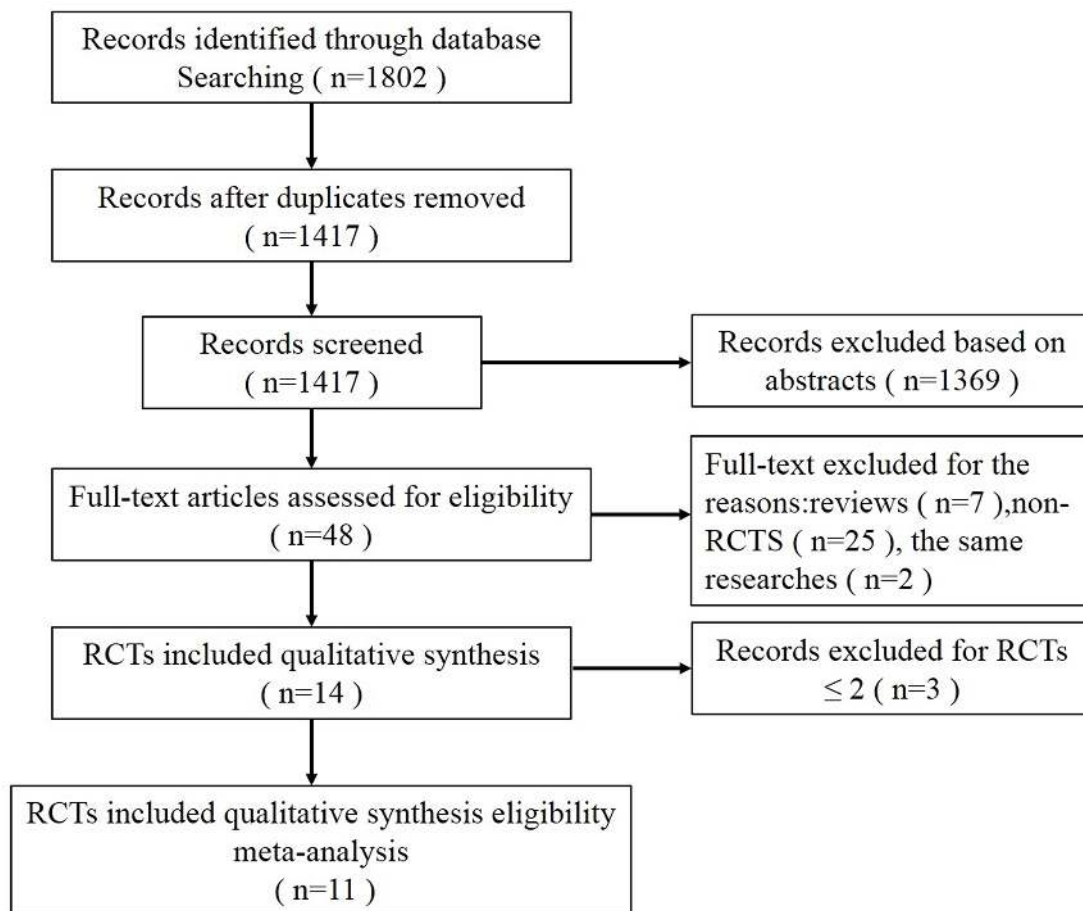 Records identified through database
Searching ( n=1802 )
Records after duplicates removed
( n=1417 )
Records screened
( n=1417 )
Records excluded based on
abstracts ( n=1369 )
Full-text articles assessed for eligibility
( n=48 )
Full-text excluded for the
reasons:reviews ( n=7 ),non-
RCTS ( n=25 ), the same
researches ( n=2 )
RCTs included qualitative synthesis
( n=14 )
Records excluded for RCTs
≤ 2 ( n=3 )
RCTs included qualitative synthesis eligibility
meta-analysis
( n=11 )